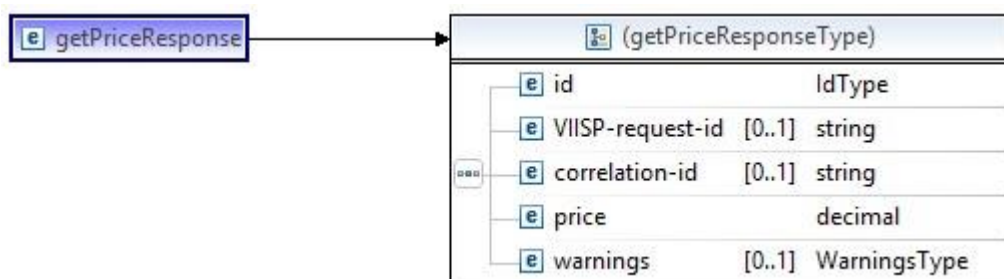 e getPriceResponse
(getPriceResponseType)
e id IdType
e VIISP-request-id [0..1] string
e correlation-id [0..1] string
e price decimal
e warnings [0..1] WarningsType